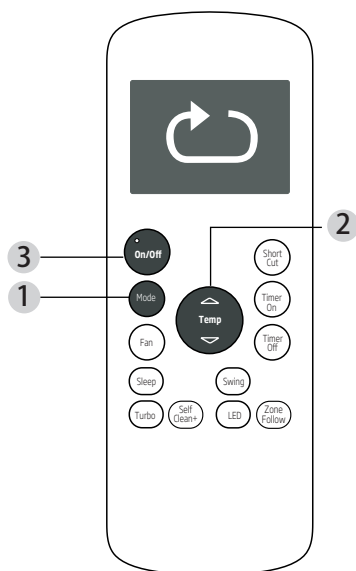 2
On/Off
3
Short
Cut
1
Mode
Temp
Timer
On
Fan
Timer
Off
Sleep
Swing
Turbo
Self
Clean+
LED
Zone
Follow